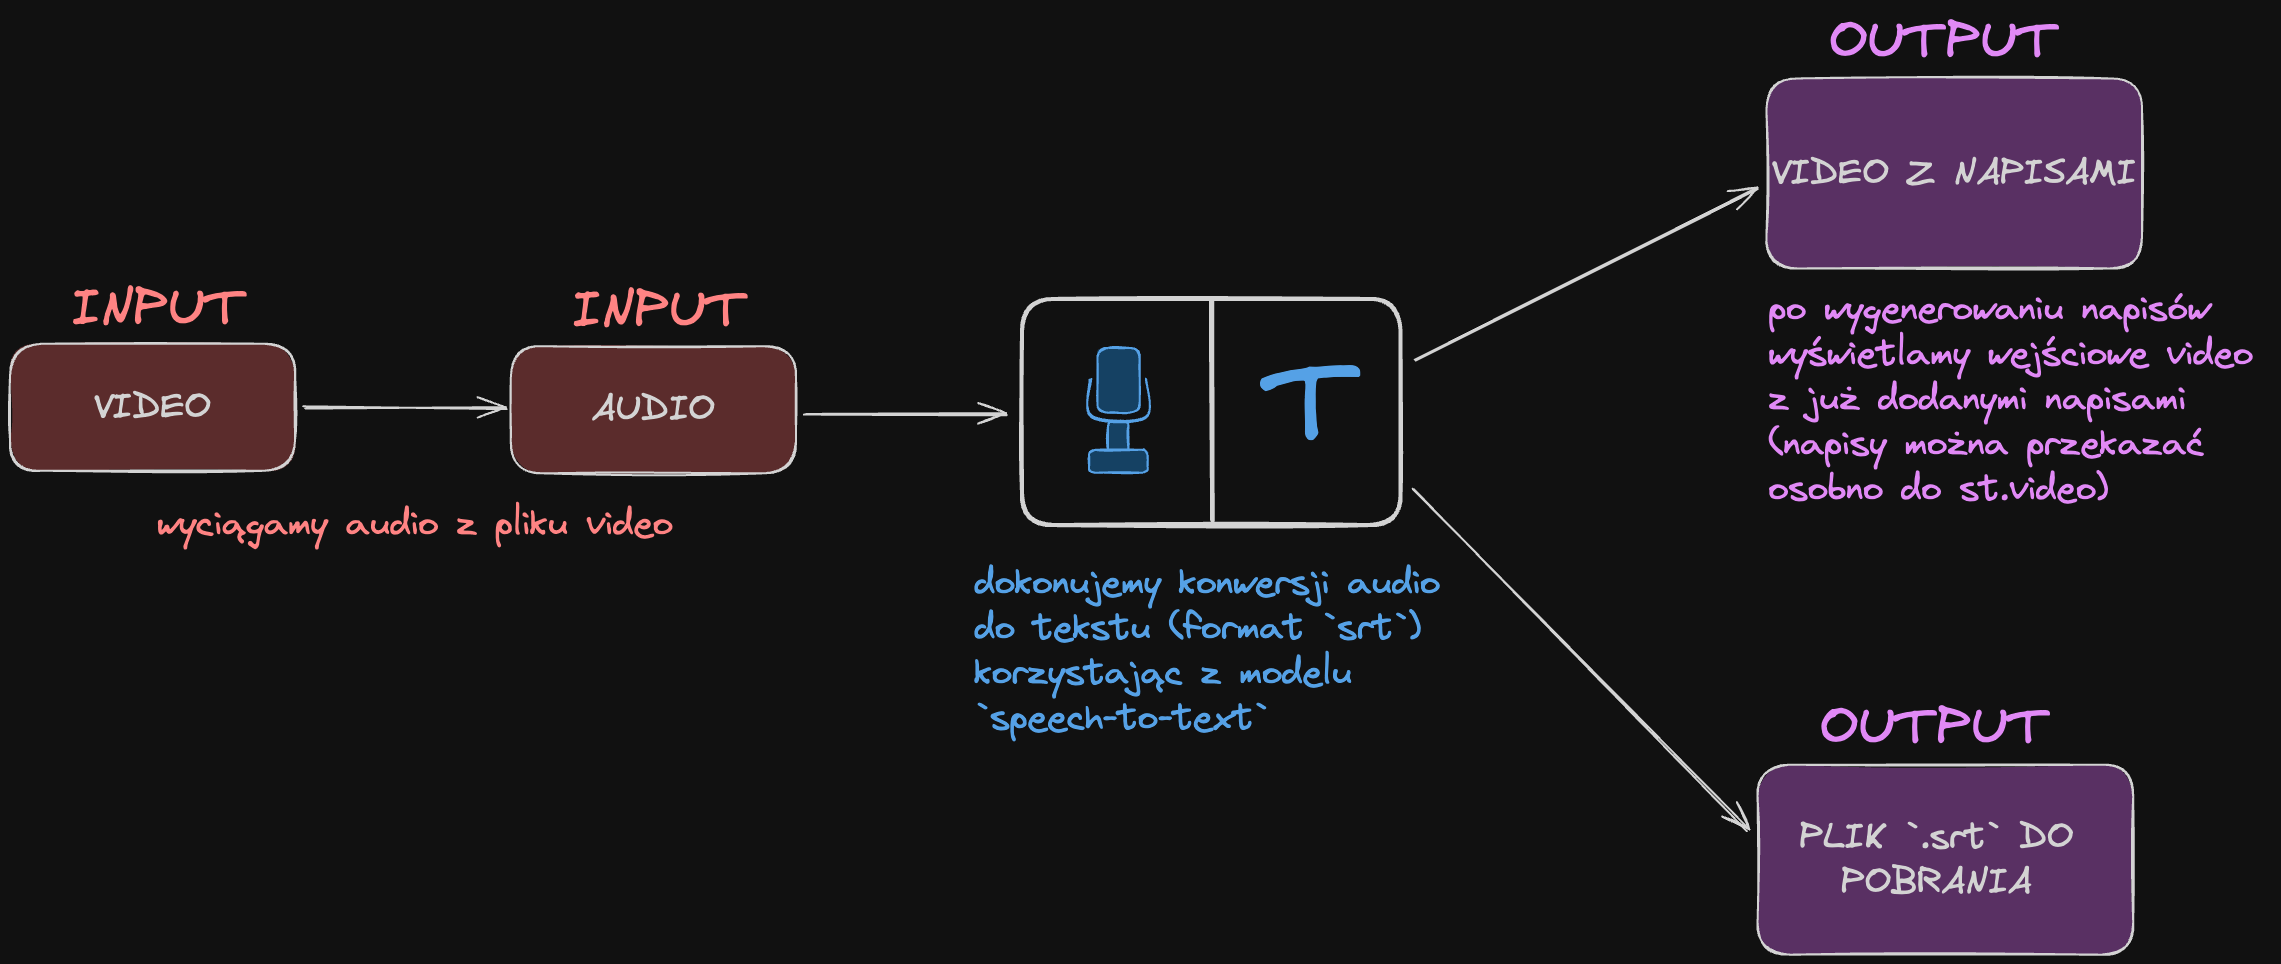 INPUT
VIDEO
INPUT
AUDIO
wyciągamy audio z pliku video
T
dokonujemy konwersji audio
do tekstu (format `srt`)
korzystając z modelu
`speech-to-text`
OUTPUT
VIDEO Z NAPISAMI
po wygenerowaniu napisów
wyświetlamy wejściowe video
z już dodanymi napisami
(napisy można przekazać
osobno do st.video)
OUTPUT
PLIK `.srt` DO
POBRANIA